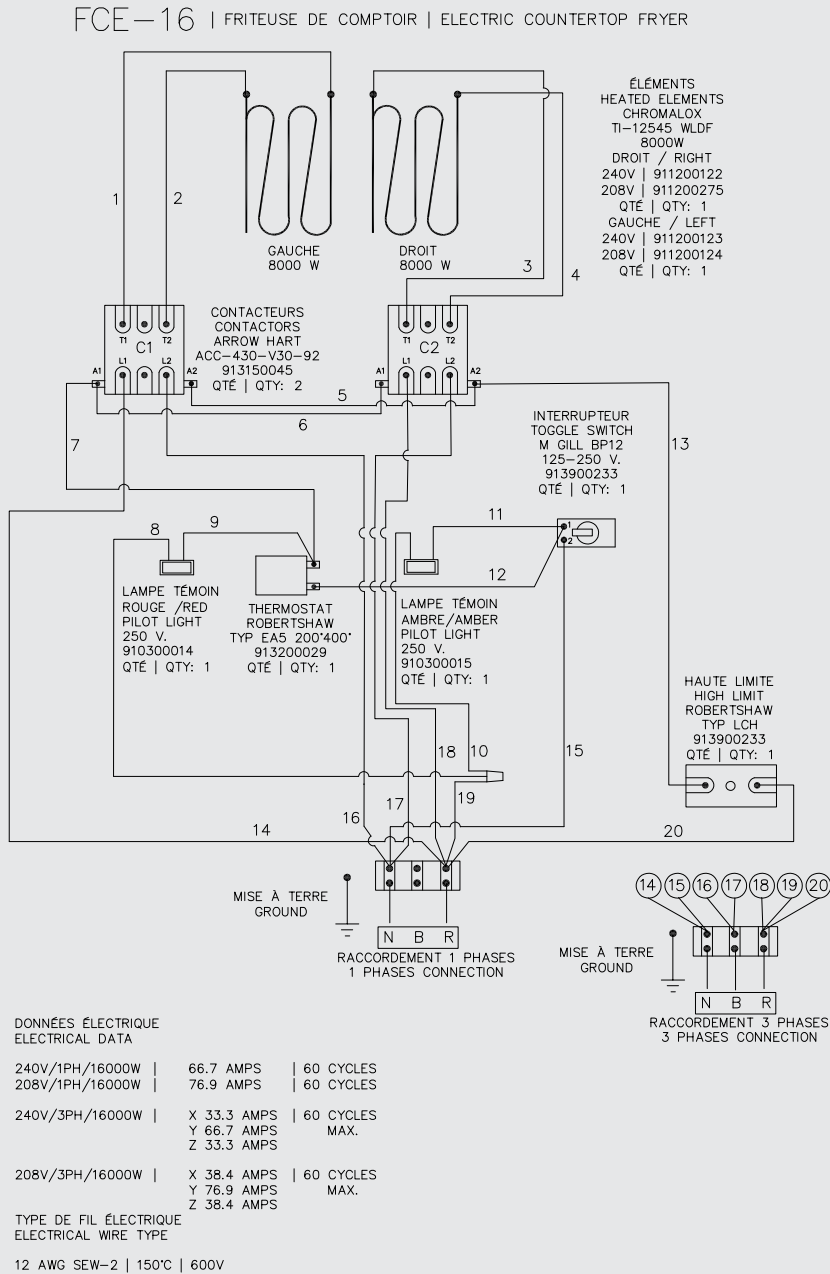 FCE-16 | FRITEUSE DE COMPTOIR | ELECTRIC COUNTERTOP FRYER
ÉLÉMENTS
HEATED ELEMENTS
CHROMALOX
TI-12545 WLDF
8000W
DROIT / RIGHT
240V | 911200122
208V | 911200275
QTÉ | QTY: 1
GAUCHE / LEFT
240V | 911200123
208V | 911200124
QTÉ | QTY: 1
1
2
GAUCHE
8000 W
DROIT
8000 W
3
4
T1
T2
C1
L1
L2
A1
A2
CONTACTEURS
CONTACTORS
ARROW HART
ACC-430-V30-92
913150045
QTÉ | QTY: 2
T1
T2
C2
L1
L2
A1
A2
5
6
7
13
INTERRUPTEUR
TOGGLE SWITCH
M GILL BP12
125-250 V.
913900233
QTÉ | QTY: 1
8
9
11
1
2
12
LAMPE TÉMOIN
ROUGE /RED
PILOT LIGHT
250 V.
910300014
QTÉ | QTY: 1
THERMOSTAT
ROBERTSHAW
TYP EA5 200°400°
913200029
QTÉ | QTY: 1
LAMPE TÉMOIN
AMBRE/AMBER
PILOT LIGHT
250 V.
910300015
QTÉ | QTY: 1
HAUTE LIMITE
HIGH LIMIT
ROBERTSHAW
TYP LCH
913900233
QTÉ | QTY: 1
18
10
15
17
19
16
14
20
MISE À TERRE
GROUND
N B R
RACCORDEMENT 1 PHASES
1 PHASES CONNECTION
14 15 16 17 18 19 20
MISE À TERRE
GROUND
N B R
RACCORDEMENT 3 PHASES
3 PHASES CONNECTION
DONNÉES ÉLECTRIQUE
ELECTRICAL DATA
240V/1PH/16000W | 66.7 AMPS | 60 CYCLES
208V/1PH/16000W | 76.9 AMPS | 60 CYCLES
240V/3PH/16000W | X 33.3 AMPS | 60 CYCLES
Y 66.7 AMPS MAX.
Z 33.3 AMPS
208V/3PH/16000W | X 38.4 AMPS | 60 CYCLES
Y 76.9 AMPS MAX.
Z 38.4 AMPS
TYPE DE FIL ÉLECTRIQUE
ELECTRICAL WIRE TYPE
12 AWG SEW-2 | 150°C | 600V